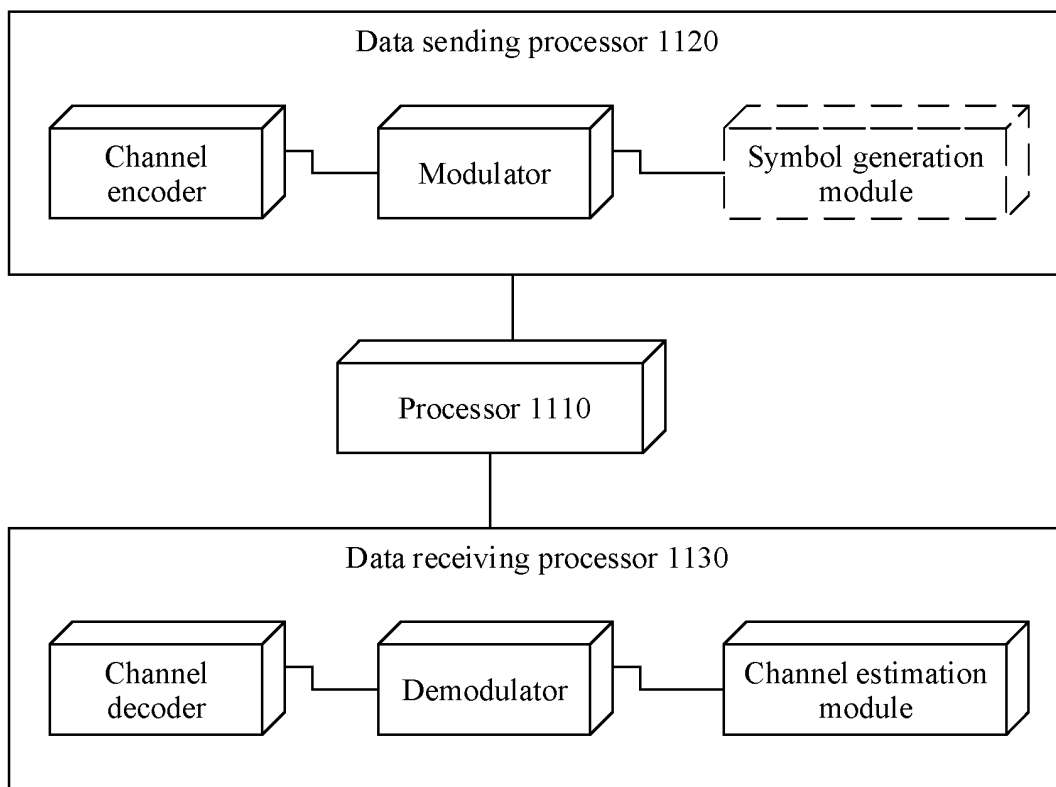 Data sending processor 1120
Channel
encoder
Modulator
Symbol generation
module
Processor 1110
Data receiving processor 1130
Channel
decoder
Demodulator
Channel estimation
module